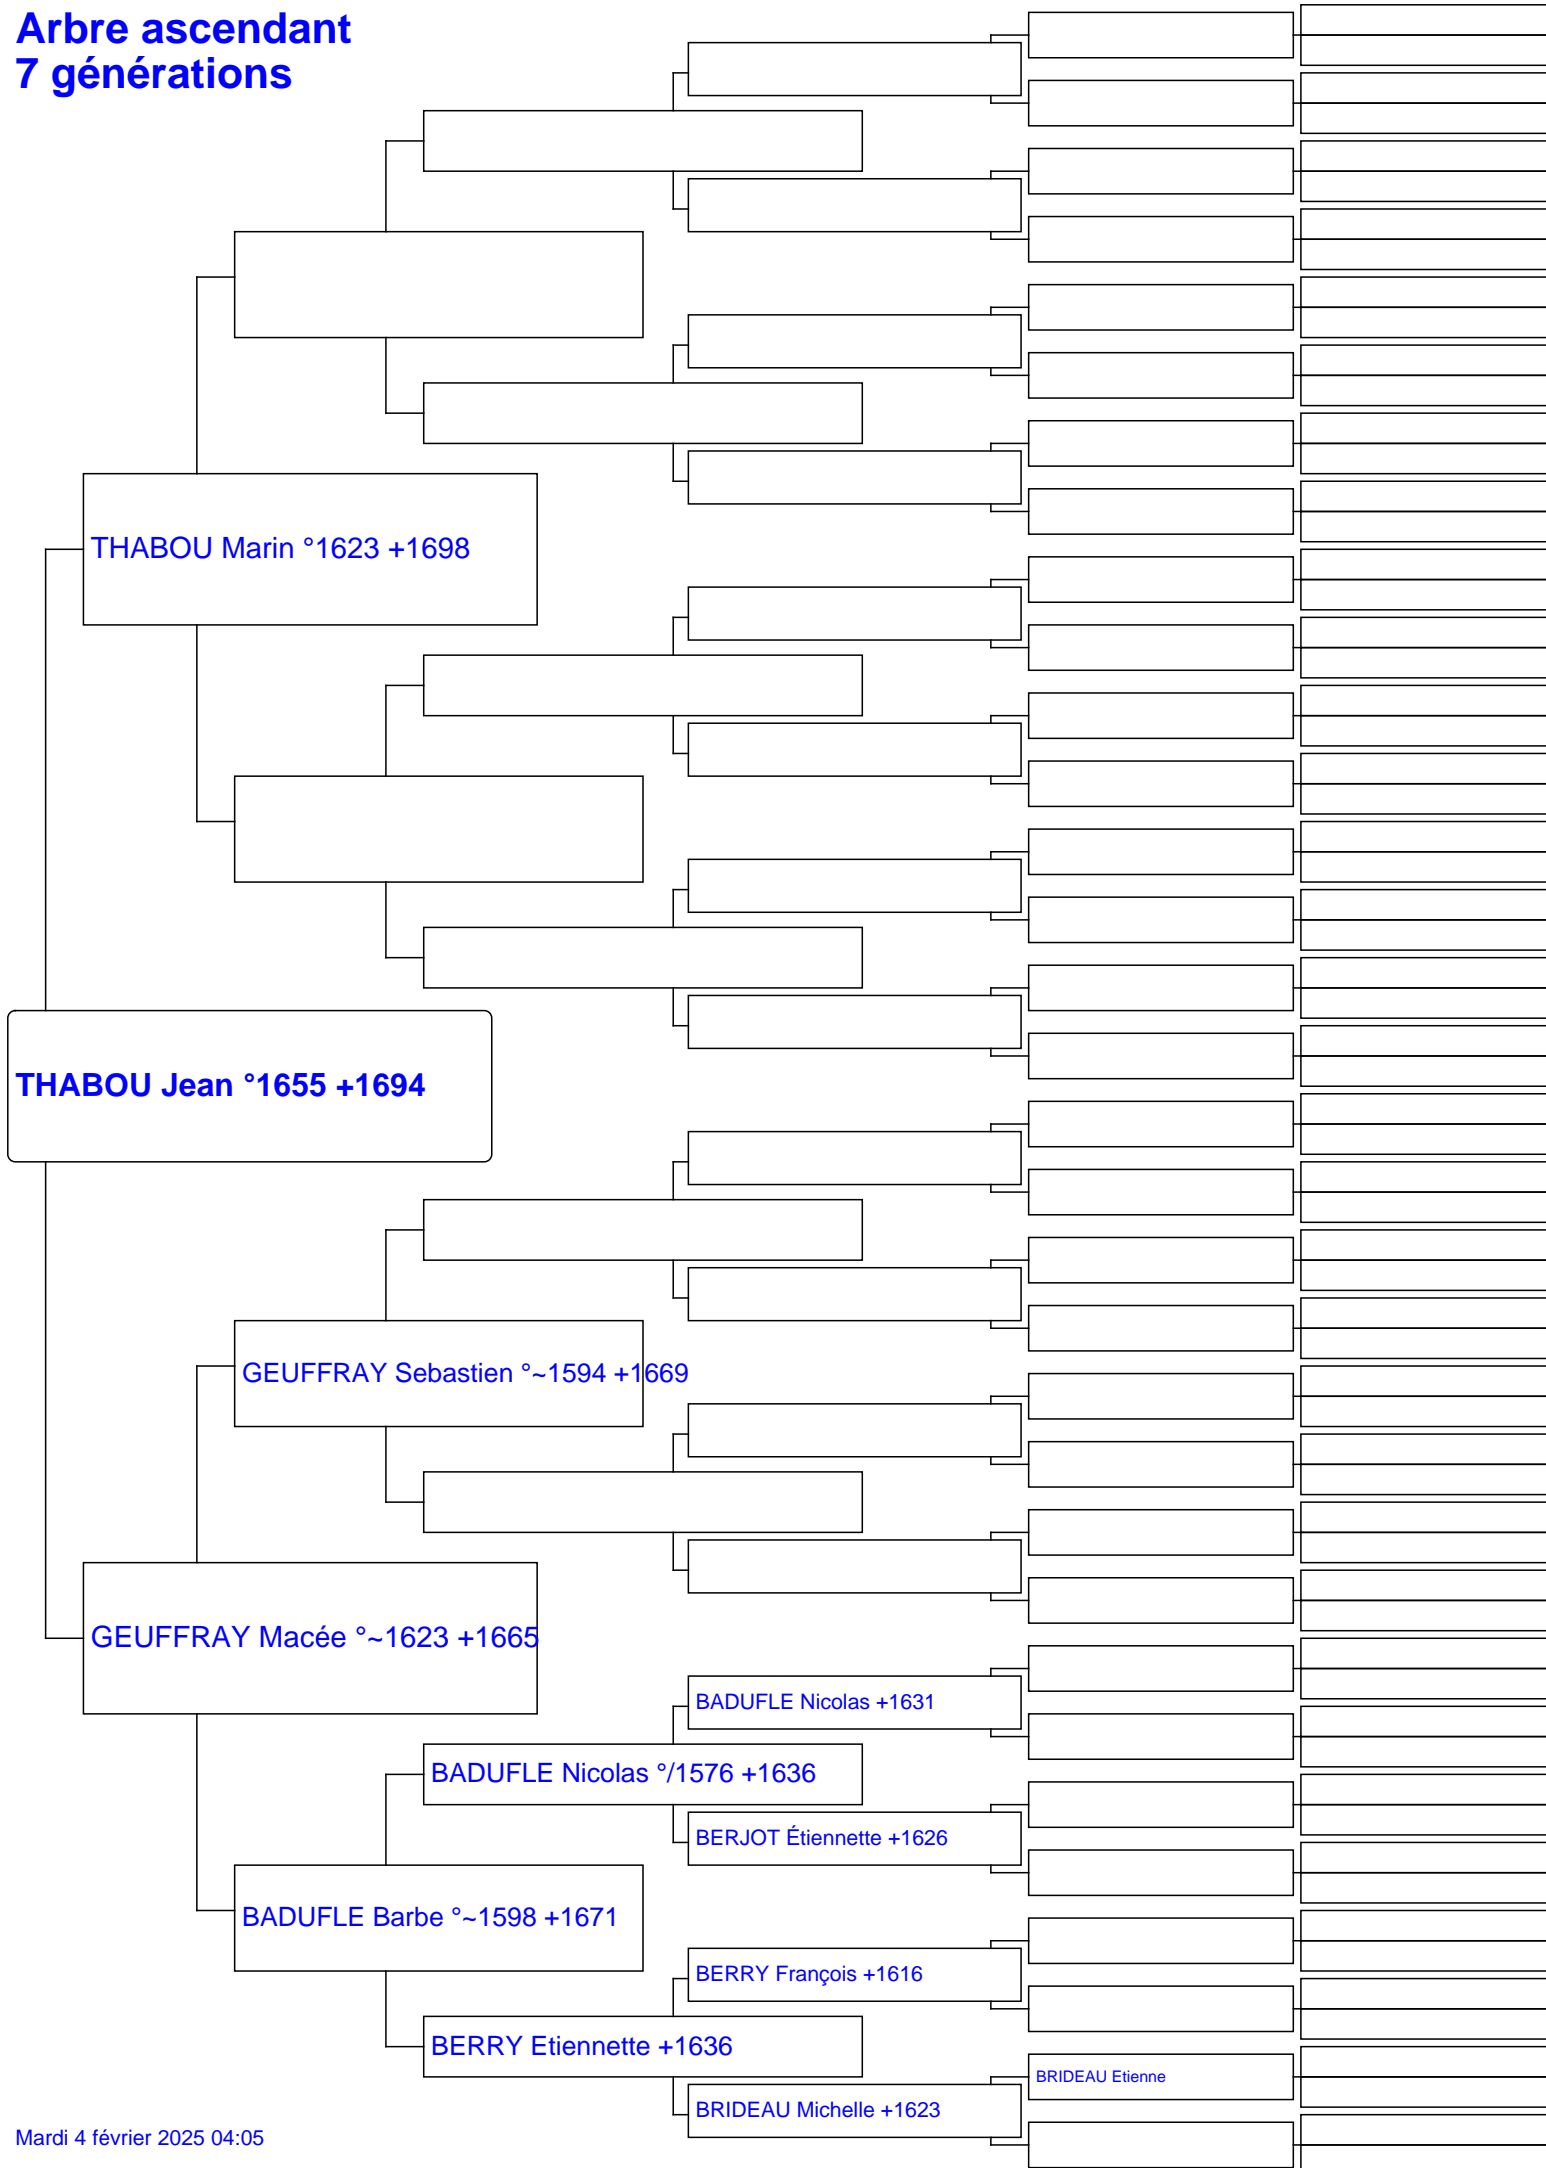 Arbre ascendant
7 générations
THABOU Marin °1623 +1698
THABOU Jean °1655 +1694
GEUFFRAY Sebastien °~1594 +1669
GEUFFRAY Macée °~1623 +1665
BADUFLE Nicolas +1631
BADUFLE Nicolas °/1576 +1636
BERJOT Étiennette +1626
BADUFLE Barbe °~1598 +1671
BERRY François +1616
BERRY Etiennette +1636
BRIDEAU Etienne
BRIDEAU Michelle +1623
Mardi 4 février 2025 04:05